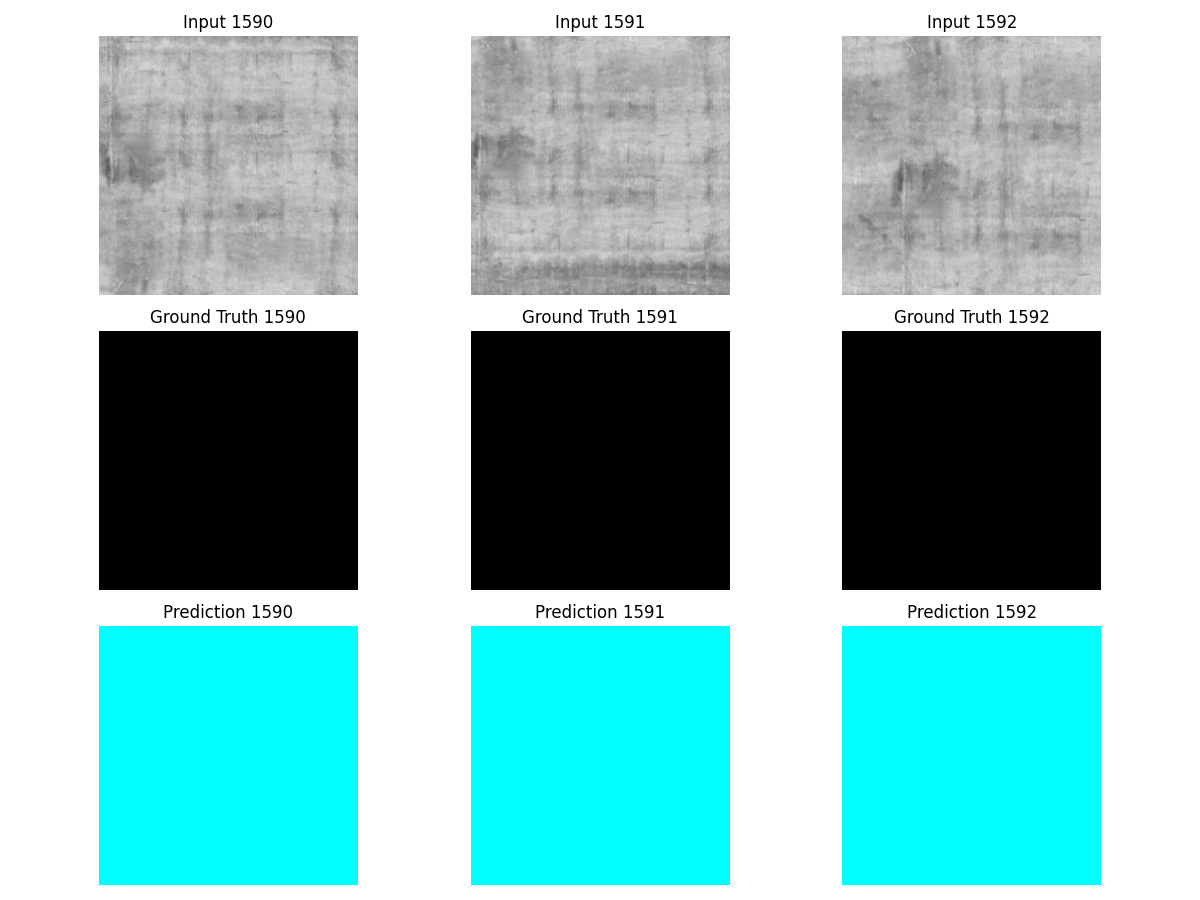 Input 1590
Input 1591
Input 1592
Ground Truth 1590
Ground Truth 1591
Ground Truth 1592
Prediction 1590
Prediction 1591
Prediction 1592